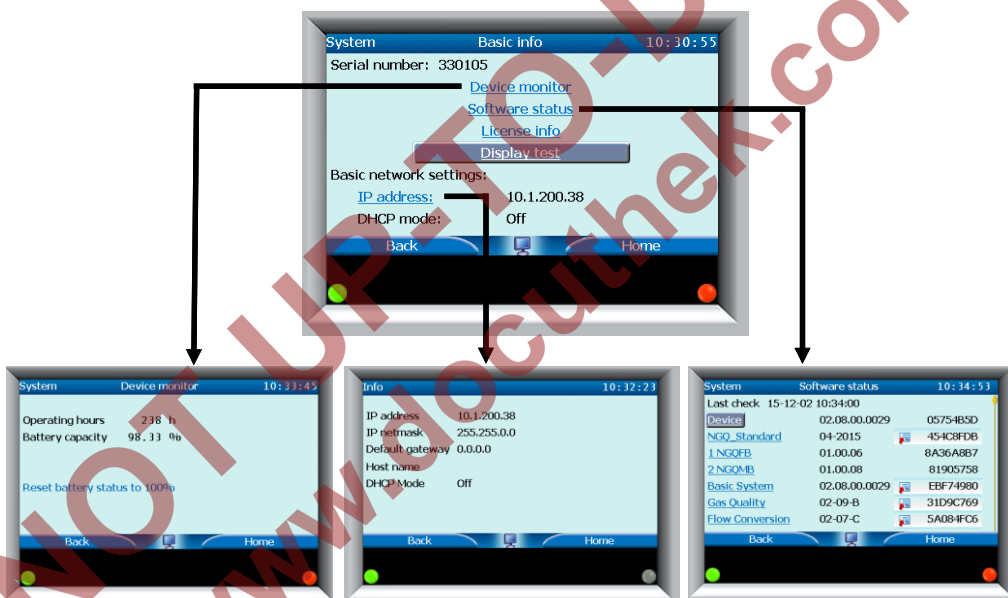 System Basic info 10:30:55
Serial number: 330105
Device monitor
Software status
License info
Display test
Basic network settings:
IP address: 10.1.200.38
DHCP mode: Off
Back Home
System Device monitor 10:33:45
Operating hours 238 h
Battery capacity 98.33 %
Reset battery status to 100%
Back Home
Info 10:32:23
IP address 10.1.200.38
IP netmask 255.255.0.0
Default gateway 0.0.0.0
Host name
DHCP Mode Off
Back Home
System Software status 10:34:53
Last check 15-12-02 10:34:00
Device 02.08.00.0029 05754B5D
NGQ_Standard 04-2015 454C8FDB
1 NGQFB 01.00.06 8A36A8B7
2 NGQMB 01.00.08 81905758
Basic System 02.08.00.0029 EBF74980
Gas Quality 02-09-B 31D9C769
Flow Conversion 02-07-C 5A084FC6
Back Home
NOT UP-TO-D
www.docuthek.com